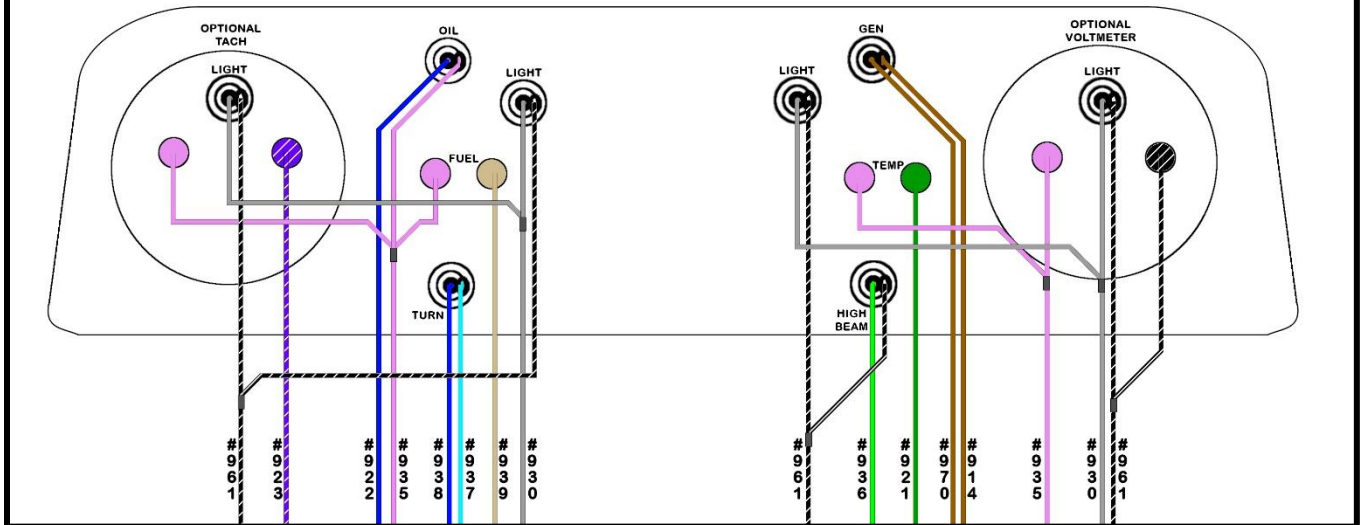 OPTIONAL
TACH
OIL
GEN
OPTIONAL
VOLTMETER
LIGHT
LIGHT
LIGHT
LIGHT
FUEL
TEMP
TURN
HIGH
BEAM
#961
#923
#922
#935
#938
#937
#939
#930
#961
#936
#921
#970
#914
#935
#930
#961